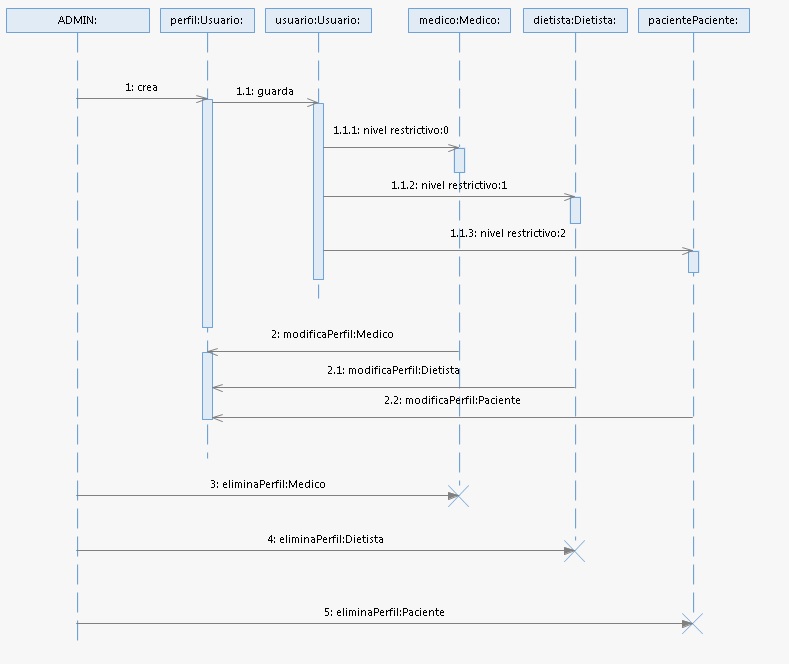 ADMIN:
perfil:Usuario:
usuario:Usuario:
medico:Medico:
dietista:Dietista:
pacientePaciente:
1: crea
1.1: guarda
1.1.1: nivel restrictivo:0
1.1.2: nivel restrictivo:1
1.1.3: nivel restrictivo:2
2: modificaPerfil:Medico
2.1: modificaPerfil:Dietista
2.2: modificaPerfil:Paciente
3: eliminaPerfil:Medico
4: eliminaPerfil:Dietista
5: eliminaPerfil:Paciente